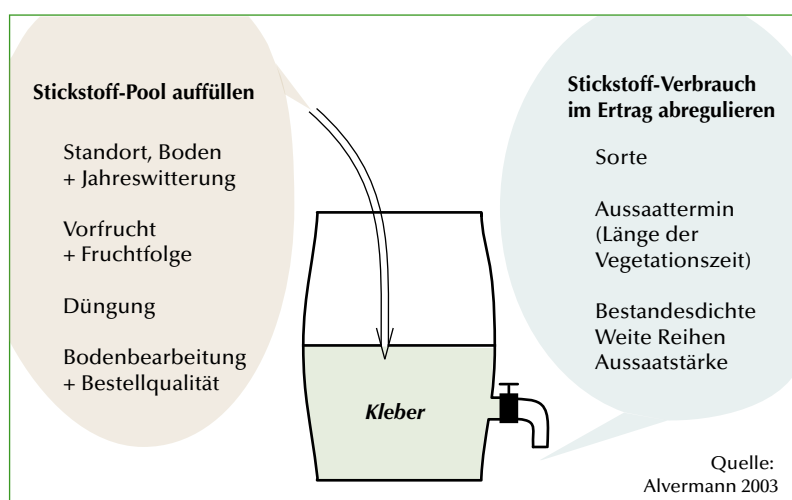 Stickstoff-Pool auffüllen
Standort, Boden
+ Jahreswitterung
Vorfrucht
+ Fruchtfolge
Düngung
Bodenbearbeitung
+ Bestellqualität
Kleber
Stickstoff-Verbrauch
im Ertrag abregulieren
Sorte
Aussaattermin
(Länge der
Vegetationszeit)
Bestandesdichte
Weite Reihen
Aussaatstärke
Quelle:
Alvermann 2003